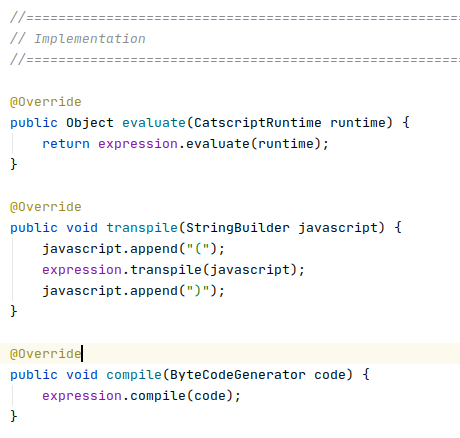 //======================================================
// Implementation
//======================================================
@Override
public Object evaluate(CatscriptRuntime runtime) {
    return expression.evaluate(runtime);
}
@Override
public void transpile(StringBuilder javascript) {
    javascript.append("(");
    expression.transpile(javascript);
    javascript.append(")");
}
@Override
public void compile(ByteCodeGenerator code) {
    expression.compile(code);
}